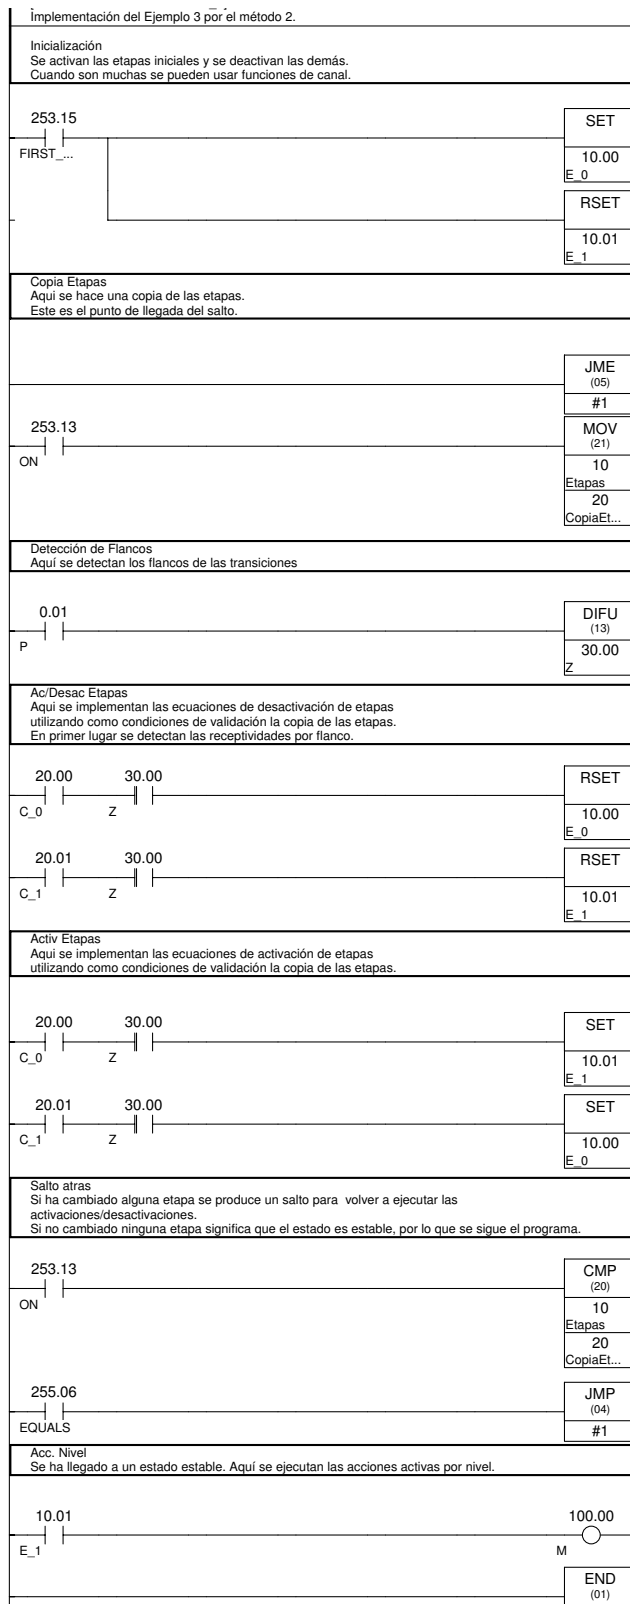 Implementación del Ejemplo 3 por el método 2.
Inicialización
Se activan las etapas iniciales y se deactivan las demás.
Cuando son muchas se pueden usar funciones de canal.
253.15
FIRST_...
SET
10.00
E_0
RSET
10.01
E_1
Copia Etapas
Aqui se hace una copia de las etapas.
Este es el punto de llegada del salto.
JME
(05)
#1
253.13
ON
MOV
(21)
10
Etapas
20
CopiaEt...
Detección de Flancos
Aquí se detectan los flancos de las transiciones
0.01
P
DIFU
(13)
30.00
Z
Ac/Desac Etapas
Aqui se implementan las ecuaciones de desactivación de etapas
utilizando como condiciones de validación la copia de las etapas.
En primer lugar se detectan las receptividades por flanco.
20.00 30.00
C_0 Z
RSET
10.00
E_0
20.01 30.00
C_1 Z
RSET
10.01
E_1
Activ Etapas
Aqui se implementan las ecuaciones de activación de etapas
utilizando como condiciones de validación la copia de las etapas.
20.00 30.00
C_0 Z
SET
10.01
E_1
20.01 30.00
C_1 Z
SET
10.00
E_0
Salto atras
Si ha cambiado alguna etapa se produce un salto para volver a ejecutar las
activaciones/desactivaciones.
Si no cambiado ninguna etapa significa que el estado es estable, por lo que se sigue el programa.
253.13
ON
CMP
(20)
10
Etapas
20
CopiaEt...
255.06
EQUALS
JMP
(04)
#1
Acc. Nivel
Se ha llegado a un estado estable. Aquí se ejecutan las acciones activas por nivel.
10.01
E_1
100.00
M
END
(01)